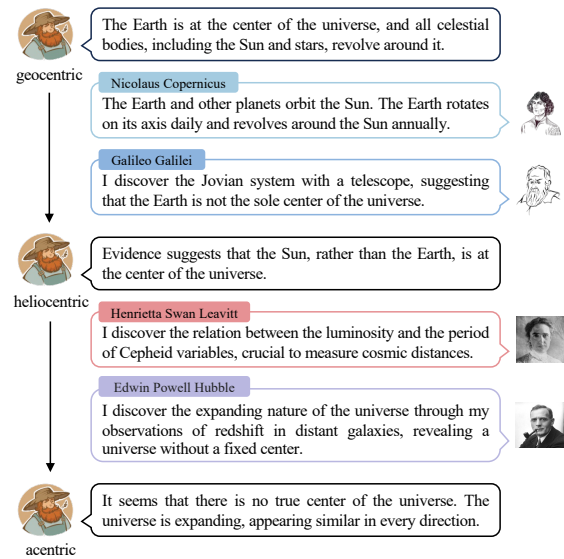 The Earth is at the center of the universe, and all celestial
bodies, including the Sun and stars, revolve around it.
geocentric
Nicolaus Copernicus
The Earth and other planets orbit the Sun. The Earth rotates
on its axis daily and revolves around the Sun annually.
Galileo Galilei
I discover the Jovian system with a telescope, suggesting
that the Earth is not the sole center of the universe.
Evidence suggests that the Sun, rather than the Earth, is at
the center of the universe.
heliocentric
Henrietta Swan Leavitt
I discover the relation between the luminosity and the period
of Cepheid variables, crucial to measure cosmic distances.
Edwin Powell Hubble
I discover the expanding nature of the universe through my
observations of redshift in distant galaxies, revealing a
universe without a fixed center.
It seems that there is no true center of the universe. The
universe is expanding, appearing similar in every direction.
acentric